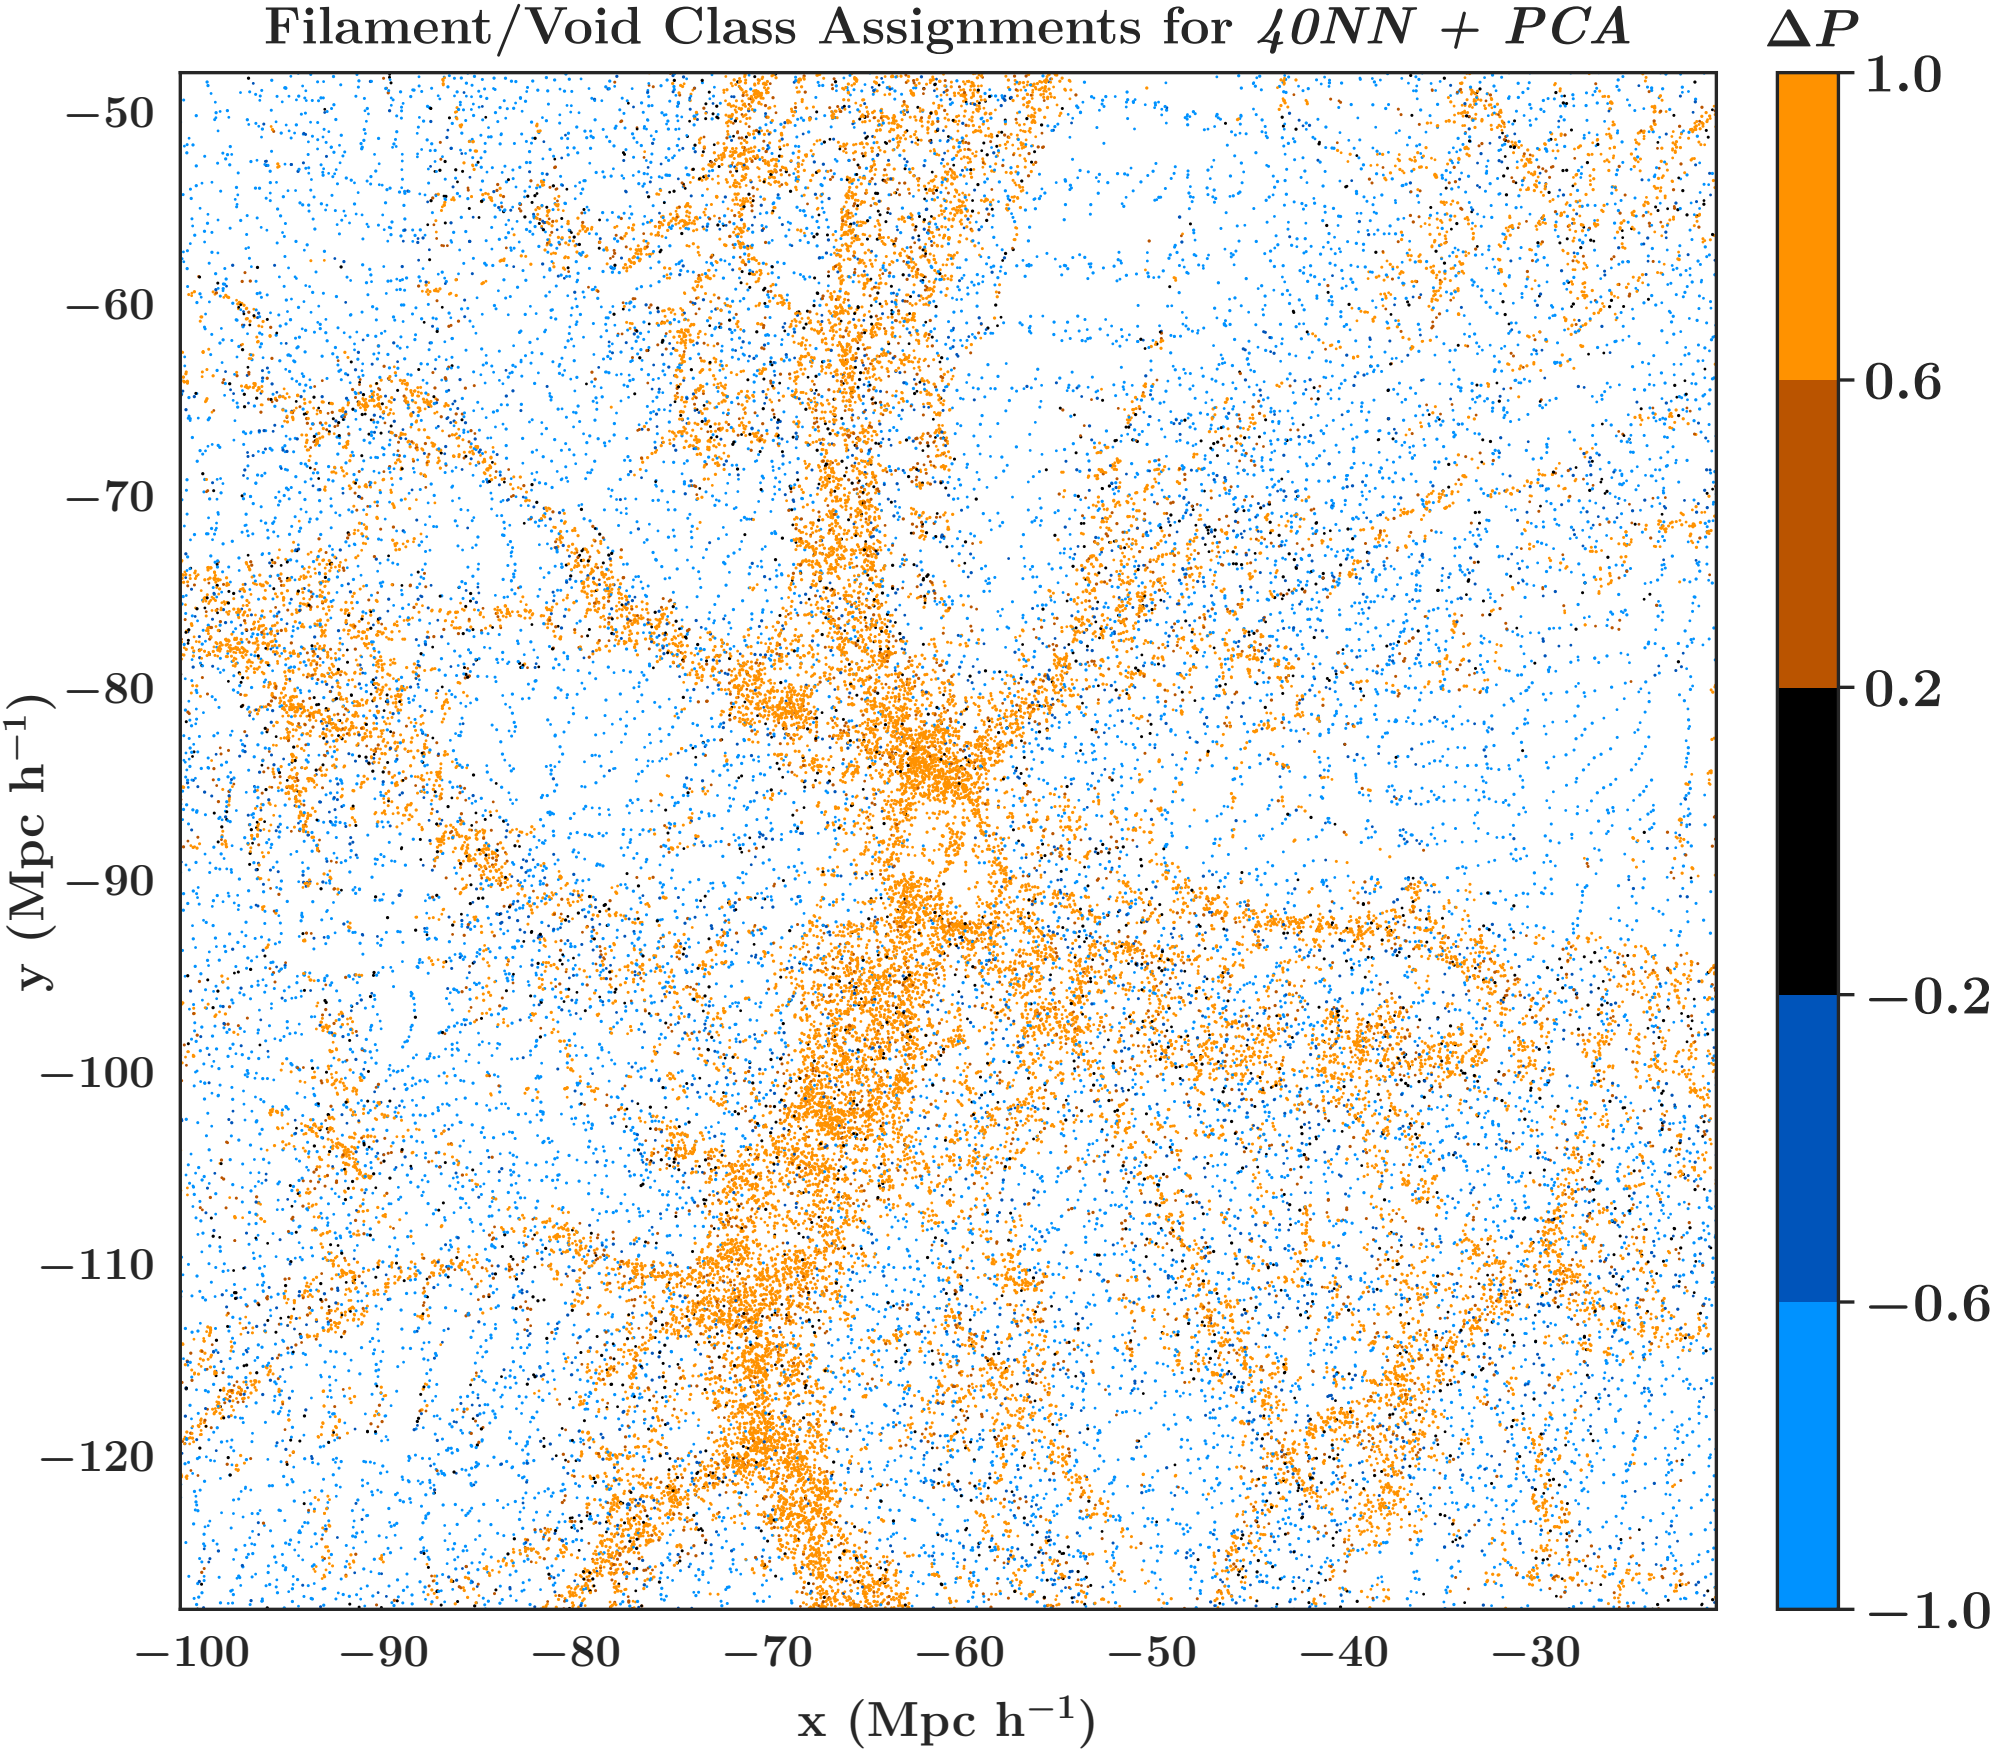 Filament/Void Class Assignments for 40NN + PCA
ΔP
1.0
0.6
0.2
−0.2
−0.6
−1.0
y (Mpc h⁻¹)
−50
−60
−70
−80
−90
−100
−110
−120
−100 −90 −80 −70 −60 −50 −40 −30
x (Mpc h⁻¹)